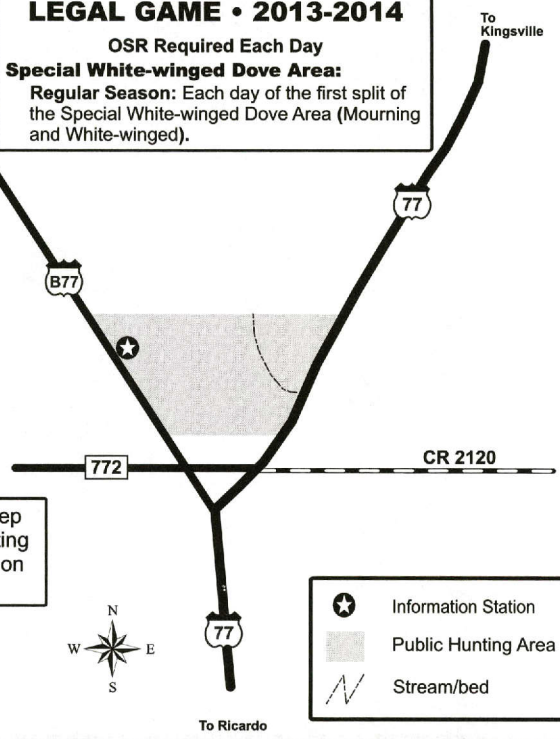 LEGAL GAME • 2013-2014
OSR Required Each Day
Special White-winged Dove Area:
Regular Season: Each day of the first split of
the Special White-winged Dove Area (Mourning
and White-winged).
To
Kingsville
77
B77
772
CR 2120
ep
ing
on
N
W E
S
77
To Ricardo
Information Station
Public Hunting Area
Stream/bed